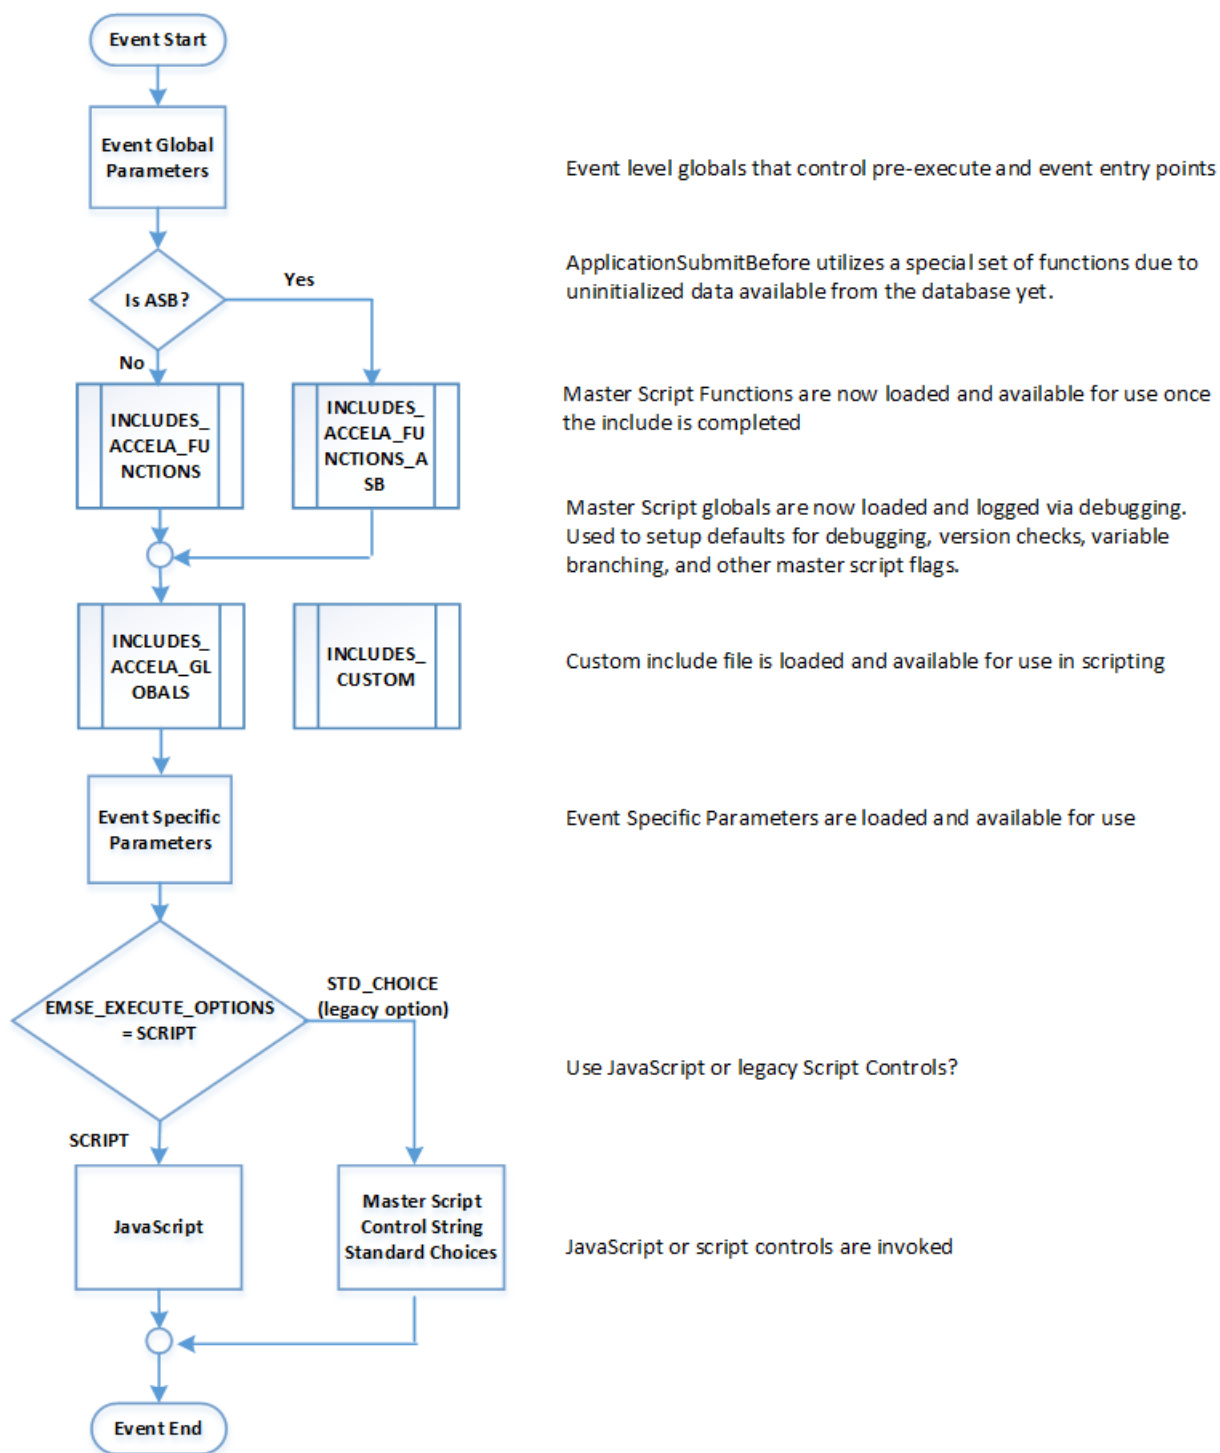 Event Start
Event Global
Parameters
Event level globals that control pre-execute and event entry points
Is ASB?
Yes
ApplicationSubmitBefore utilizes a special set of functions due to
uninitialized data available from the database yet.
No
INCLUDES_
ACCELA_FU
NCTIONS
INCLUDES_
ACCELA_FU
NCTIONS_A
SB
Master Script Functions are now loaded and available for use once
the include is completed
Master Script globals are now loaded and logged via debugging.
Used to setup defaults for debugging, version checks, variable
branching, and other master script flags.
INCLUDES_
ACCELA_GL
OBALS
INCLUDES_
CUSTOM
Custom include file is loaded and available for use in scripting
Event Specific
Parameters
Event Specific Parameters are loaded and available for use
EMSE_EXECUTE_OPTIONS
= SCRIPT
STD_CHOICE
(legacy option)
Use JavaScript or legacy Script Controls?
SCRIPT
JavaScript
Master Script
Control String
Standard Choices
JavaScript or script controls are invoked
Event End